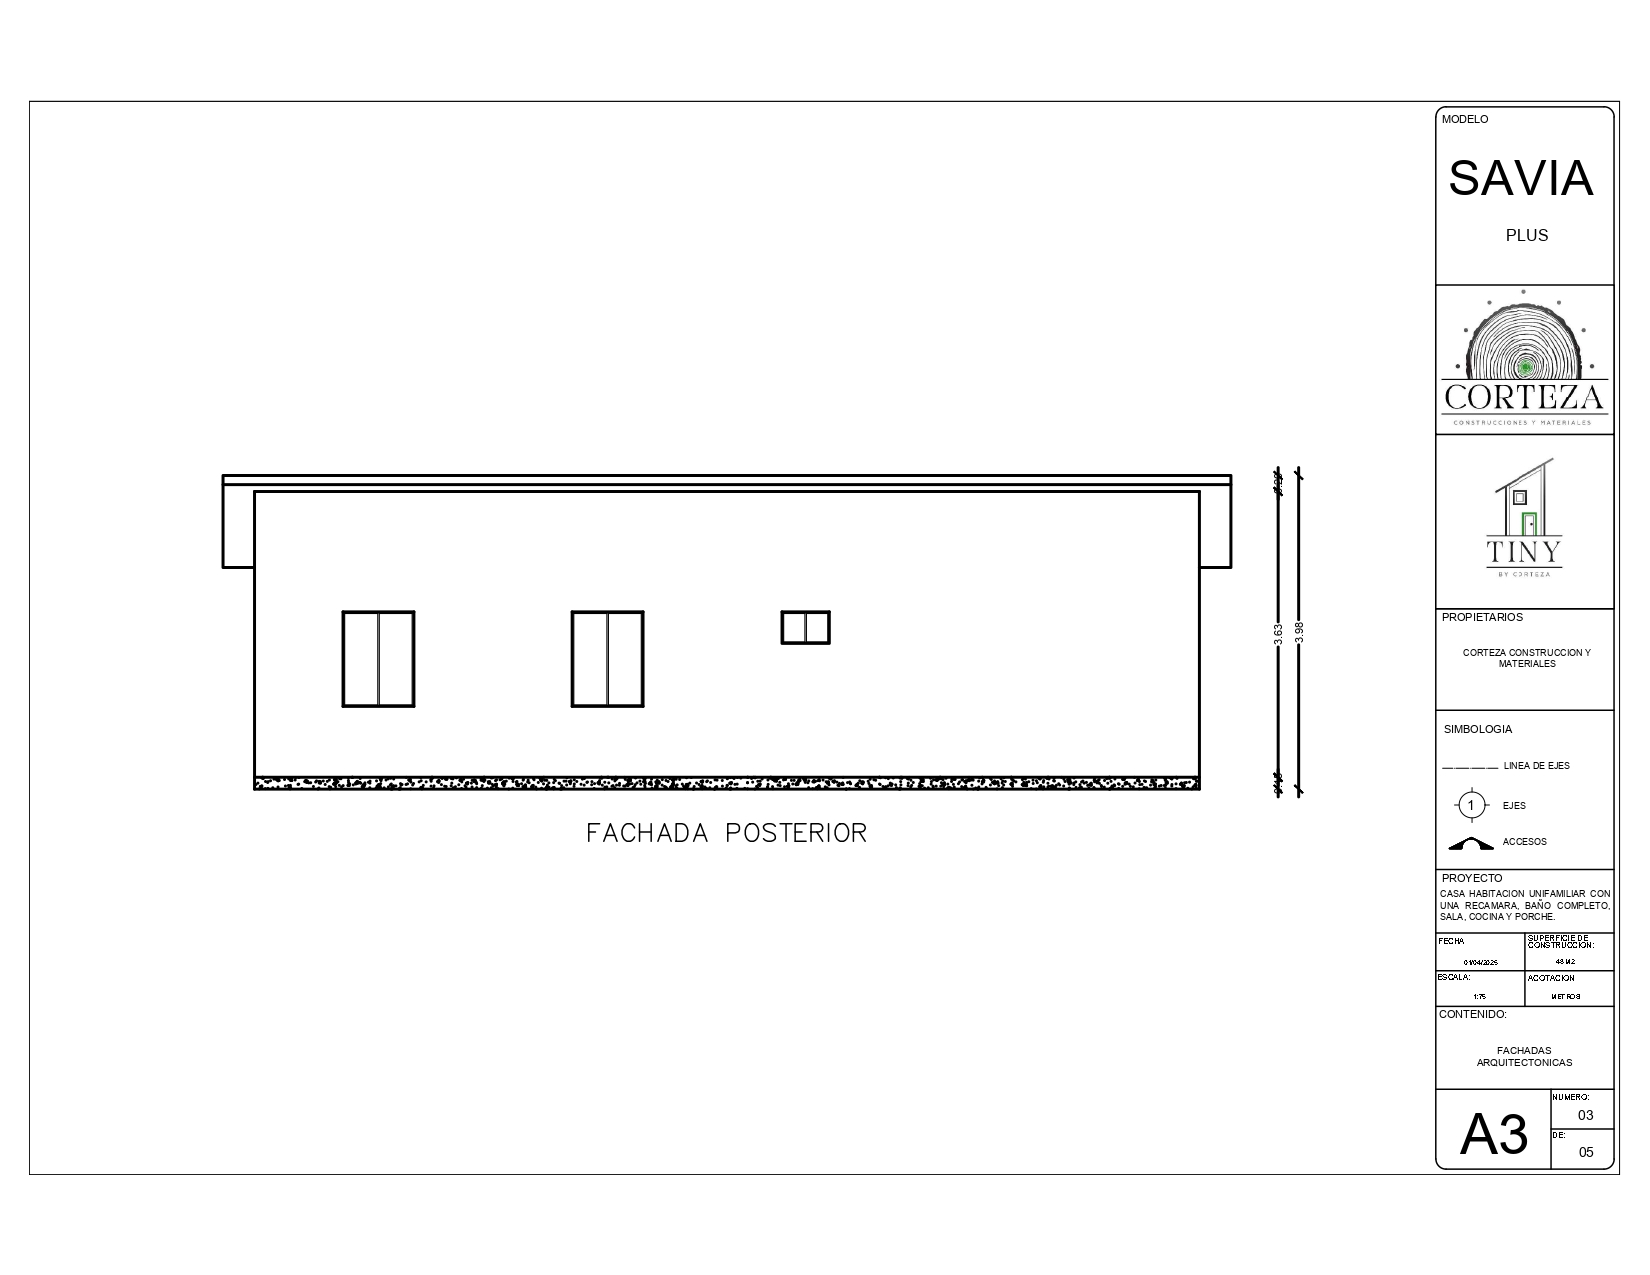 MODELO
SAVIA
PLUS
CORTEZA
CONSTRUCCIONES Y MATERIALES
TINY
BY CORTEZA
PROPIETARIOS
CORTEZA CONSTRUCCION Y
MATERIALES
SIMBOLOGIA
LINEA DE EJES
1
EJES
ACCESOS
PROYECTO
CASA HABITACION UNIFAMILIAR CON
UNA RECAMARA, BAÑO COMPLETO,
SALA, COCINA Y PORCHE.
FECHA
01/04/2025
SUPERFICIE DE
CONSTRUCCION:
48 M2
ESCALA:
1:75
ACOTACION
METROS
CONTENIDO:
FACHADAS
ARQUITECTONICAS
A3
NUMERO:
03
DE:
05
3.63
3.98
FACHADA POSTERIOR